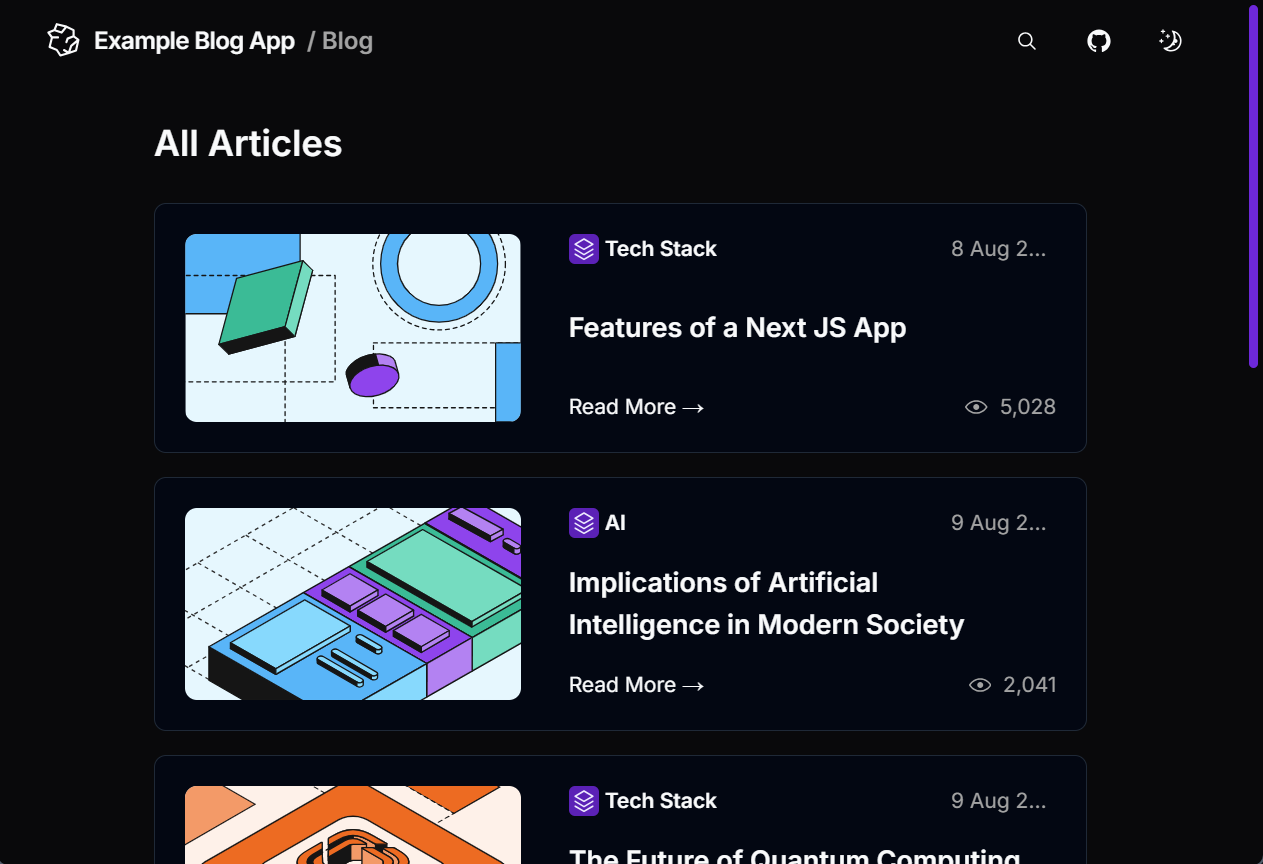 Example Blog App / Blog
All Articles
Tech Stack 8 Aug 2...
Features of a Next JS App
Read More → 5,028
AI 9 Aug 2...
Implications of Artificial
Intelligence in Modern Society
Read More → 2,041
Tech Stack 9 Aug 2...
The Future of Quantum Computing